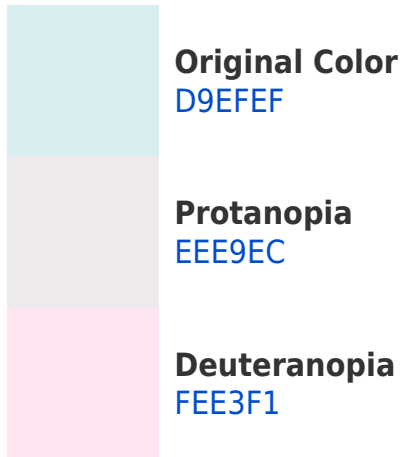 Original Color
D9EFEF
Protanopia
EEE9EC
Deuteranopia
FEE3F1